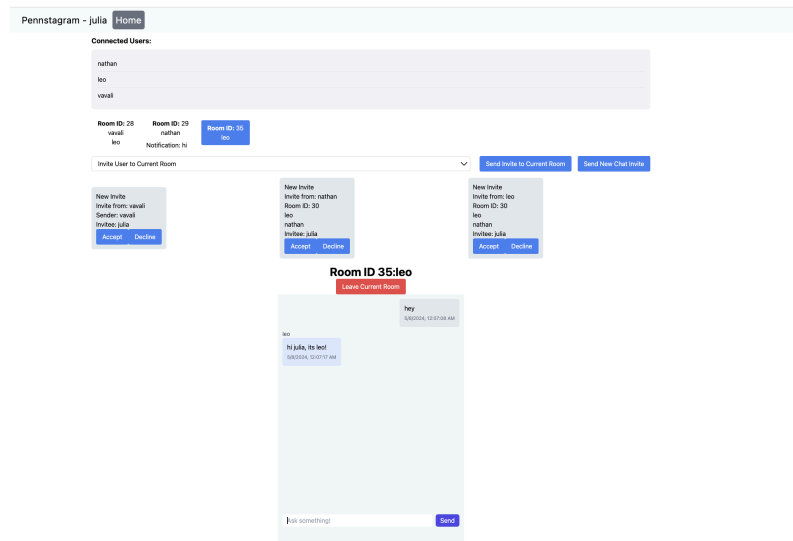 Pennstagram - julia Home
Connected Users:
nathan
leo
vavali
Room ID: 28
vavali
leo
Room ID: 29
nathan
Notification: hi
Room ID: 35
leo
Invite User to Current Room
Send Invite to Current Room
Send New Chat Invite
New Invite
Invite from: vavali
Sender: vavali
Invitee: julia
Accept Decline
New Invite
Invite from: nathan
Room ID: 30
leo
nathan
Invitee: julia
Accept Decline
New Invite
Invite from: leo
Room ID: 30
leo
nathan
Invitee: julia
Accept Decline
Room ID 35:leo
Leave Current Room
hey
5/8/2024, 12:07:08 AM
leo
hi julia, its leo!
5/8/2024, 12:07:17 AM
Ask something!
Send